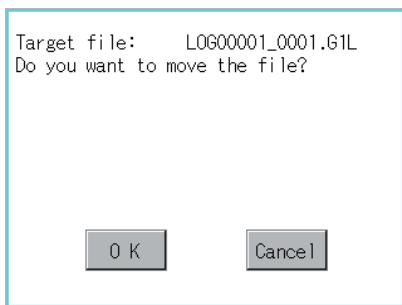 Target file: LOG00001_0001.G1L
Do you want to move the file?
O K Cancel